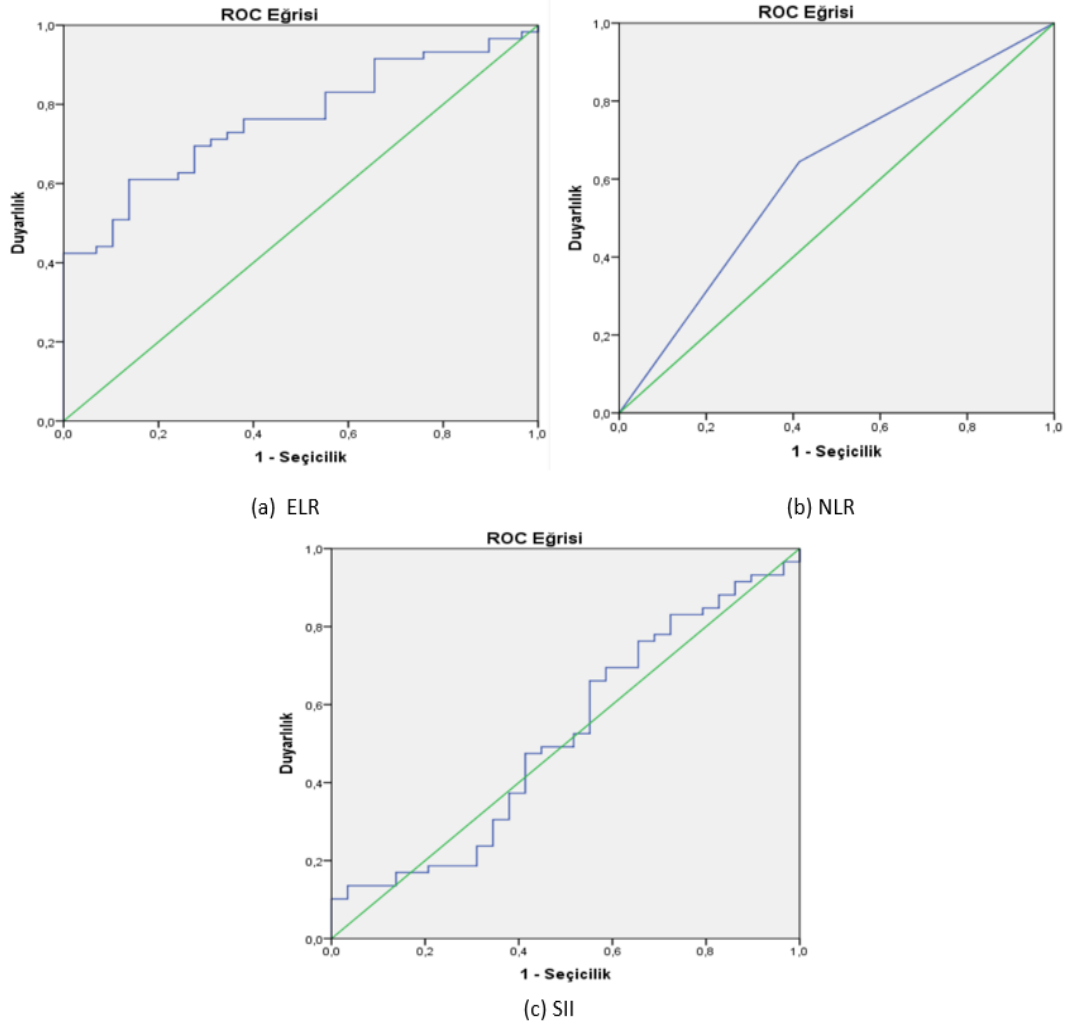 ROC Eğrisi
1,0
0,8
0,6
0,4
0,2
0,0
Duyarlılık
0,0 0,2 0,4 0,6 0,8 1,0
1 - Seçicilik
(a) ELR
ROC Eğrisi
1,0
0,8
0,6
0,4
0,2
0,0
Duyarlılık
0,0 0,2 0,4 0,6 0,8 1,0
1 - Seçicilik
(b) NLR
ROC Eğrisi
1,0
0,8
0,6
0,4
0,2
0,0
Duyarlılık
0,0 0,2 0,4 0,6 0,8 1,0
1 - Seçicilik
(c) SII